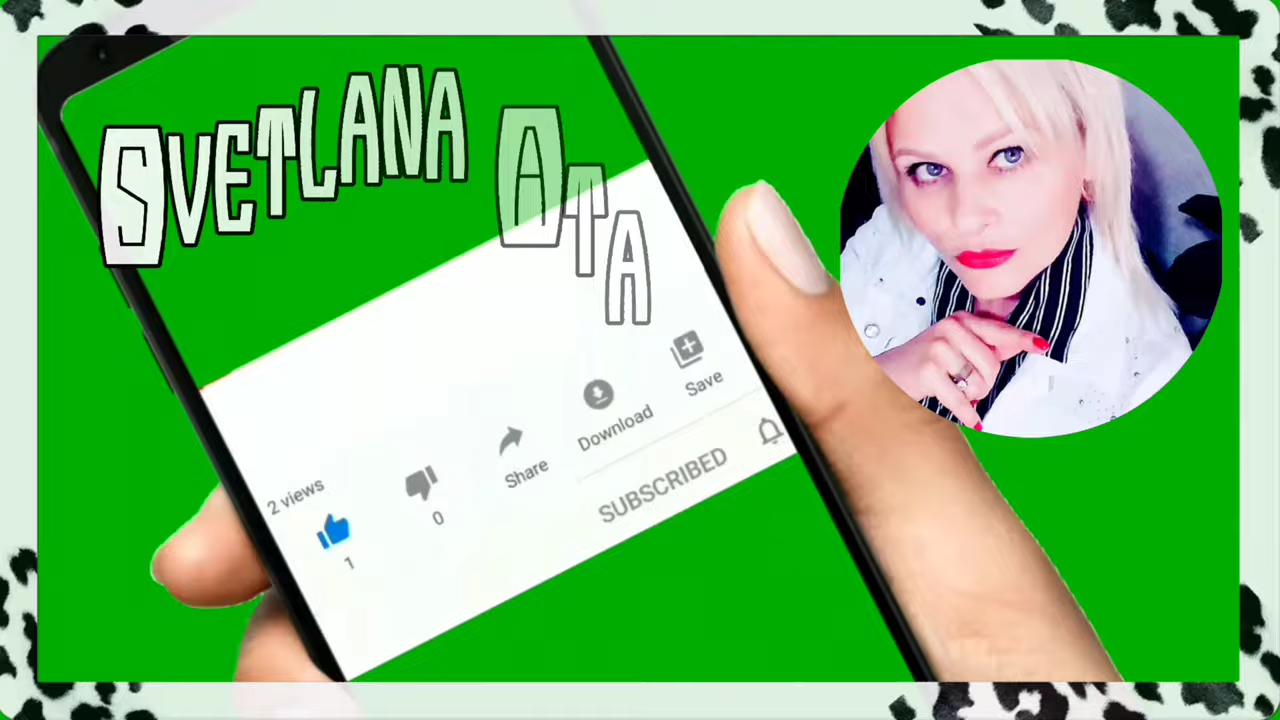 SVETLANA ATA
Save
Download
Share
2 views
SUBSCRIBED
0
1